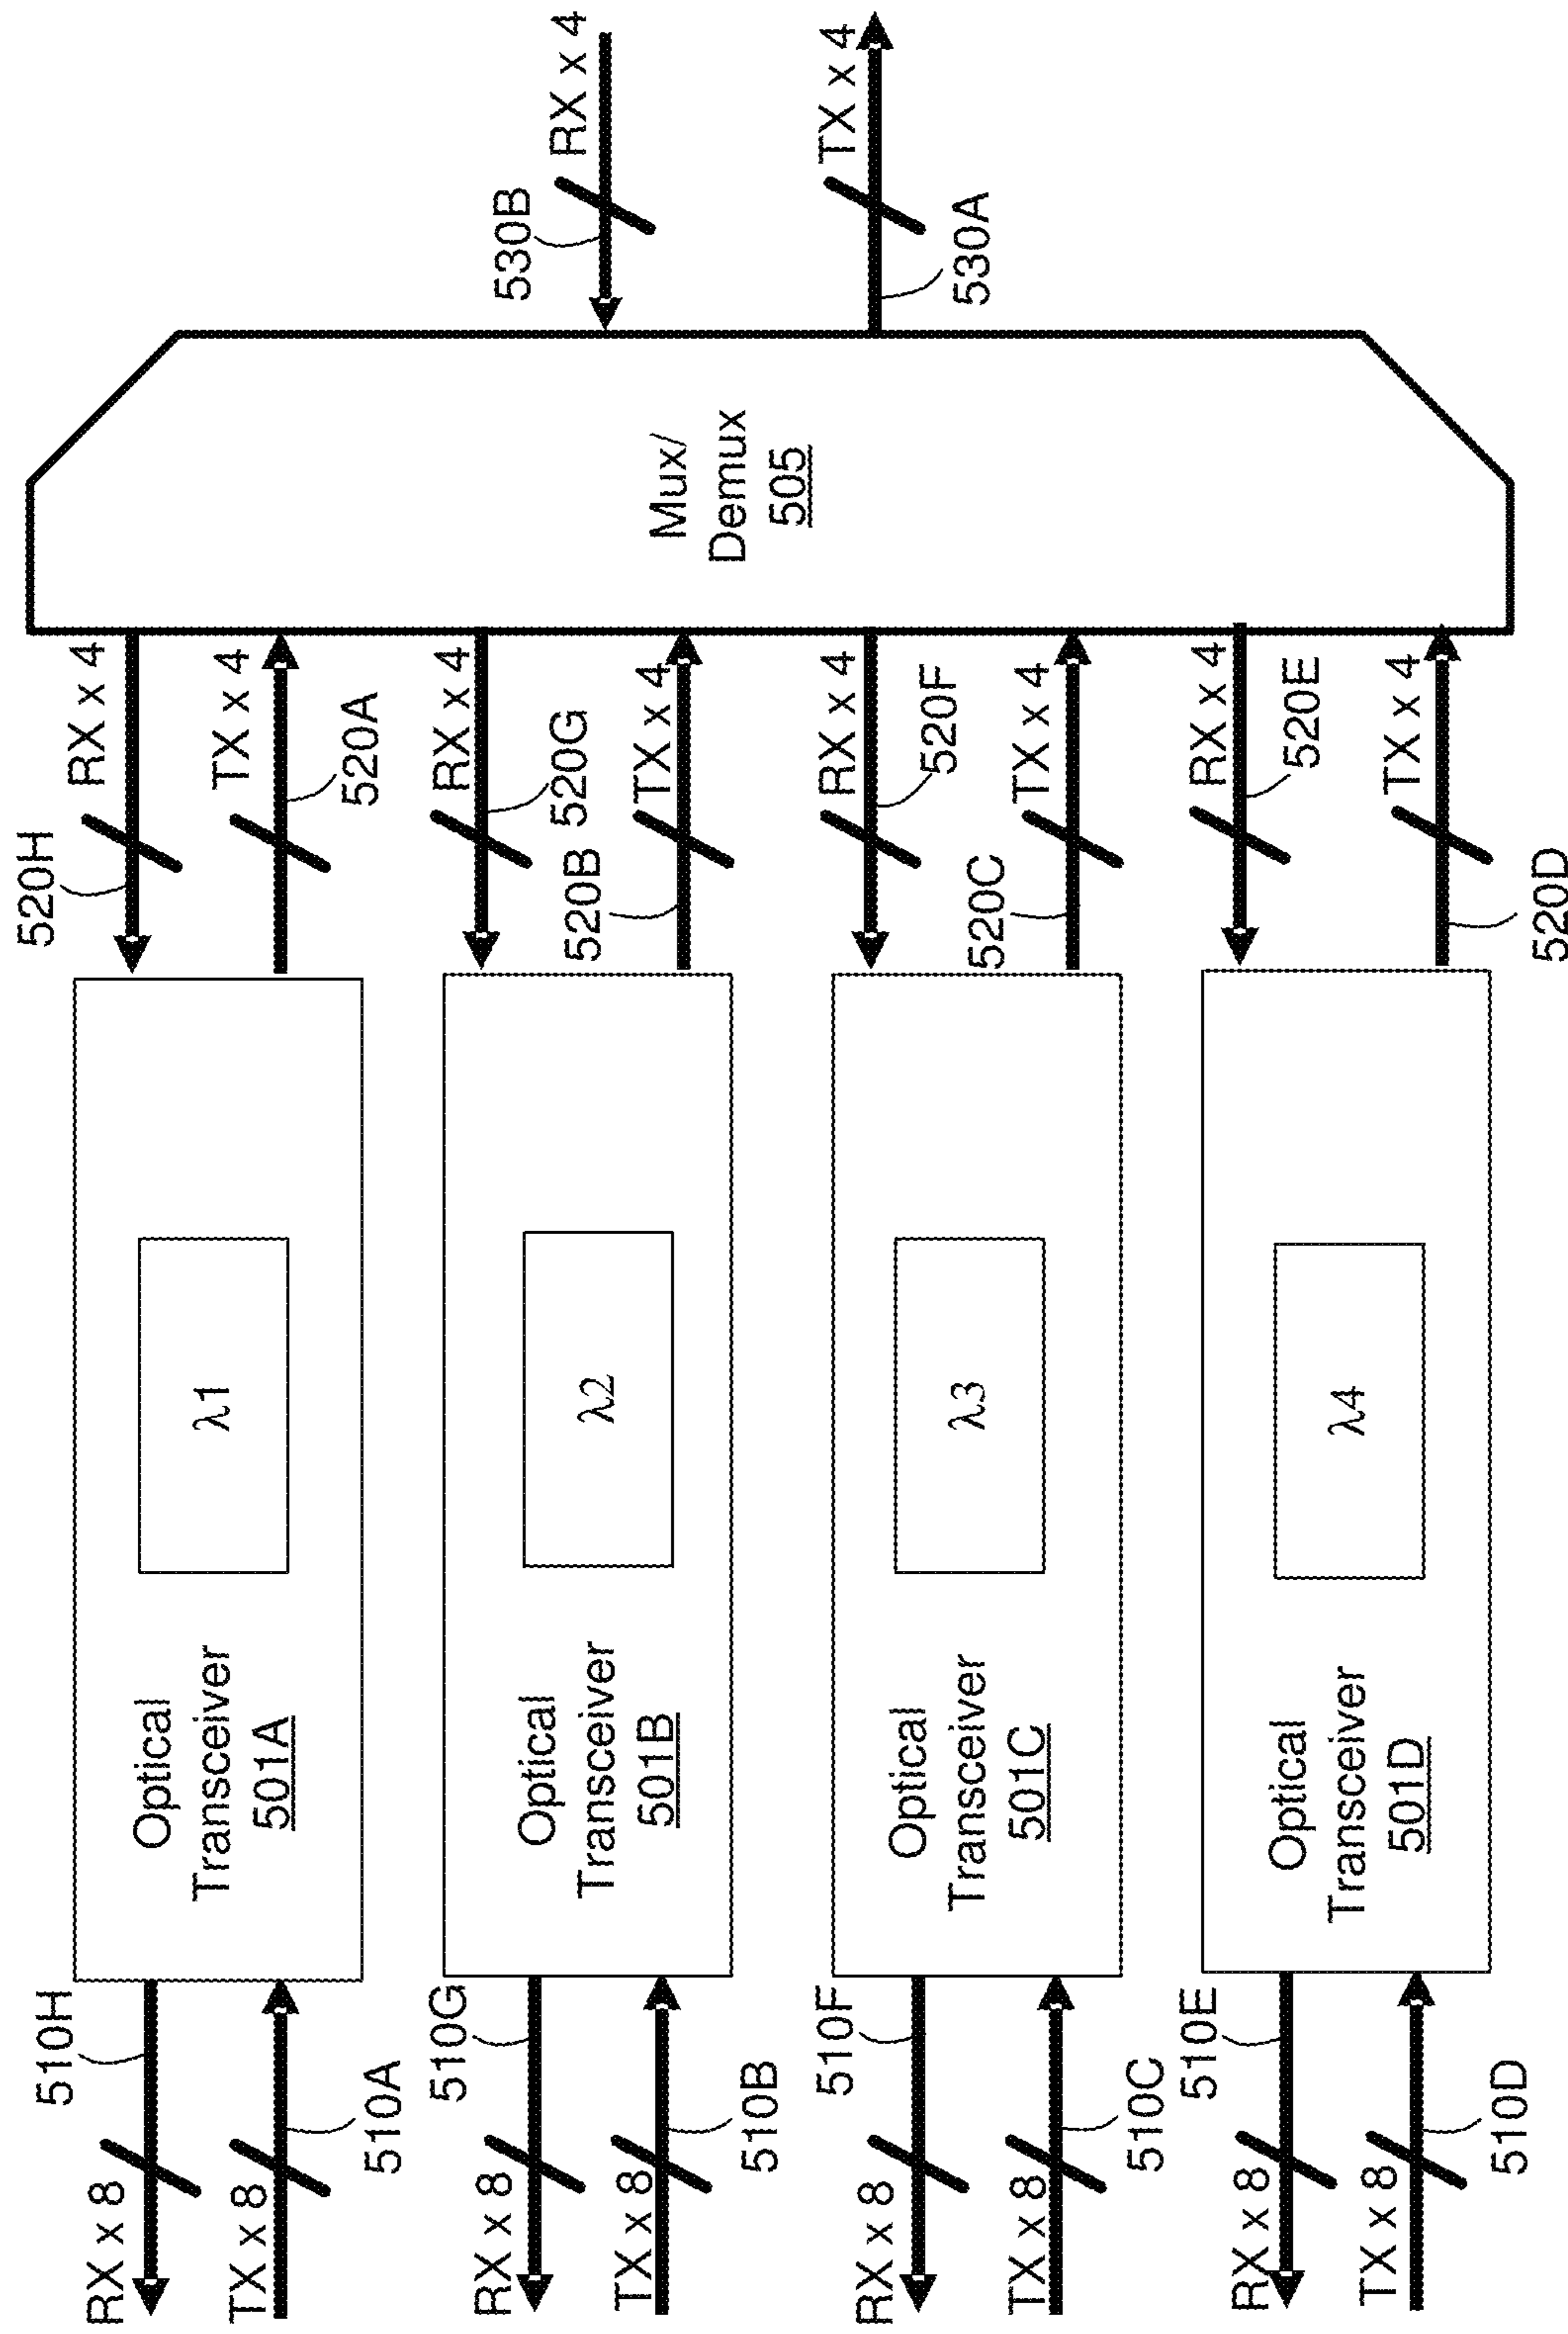 RX x 8
510H
TX x 8
510A
Optical
Transceiver
501A
λ1
520H
RX x 4
TX x 4
520A
RX x 8
510G
TX x 8
510B
Optical
Transceiver
501B
λ2
RX x 4
520G
520B
TX x 4
RX x 8
510F
TX x 8
510C
Optical
Transceiver
501C
λ3
RX x 4
520F
520C
TX x 4
RX x 8
510E
TX x 8
510D
Optical
Transceiver
501D
λ4
RX x 4
520E
TX x 4
520D
Mux/
Demux
505
530B
RX x 4
TX x 4
530A